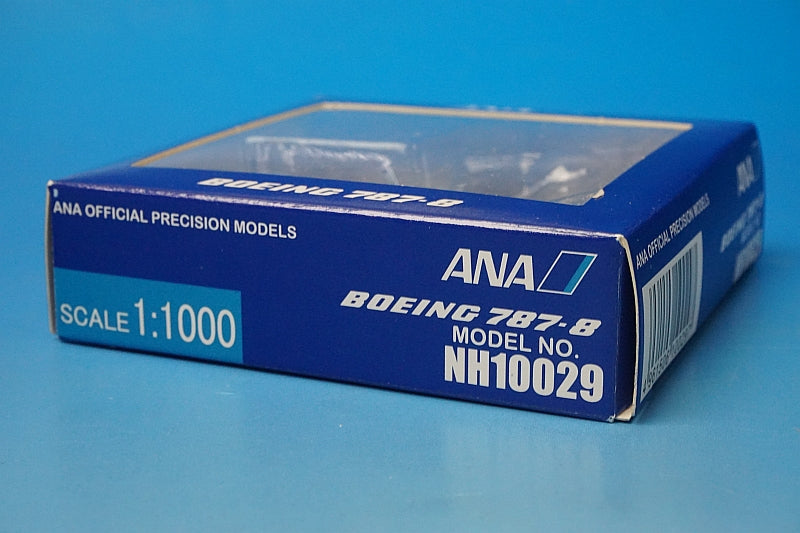 BOEING 787-8
ANA OFFICIAL PRECISION MODELS
SCALE 1:1000
ANA
BOEING 787-8
MODEL NO.
NH10029
ANA OFFICIAL PRECISION MODELS
ANA